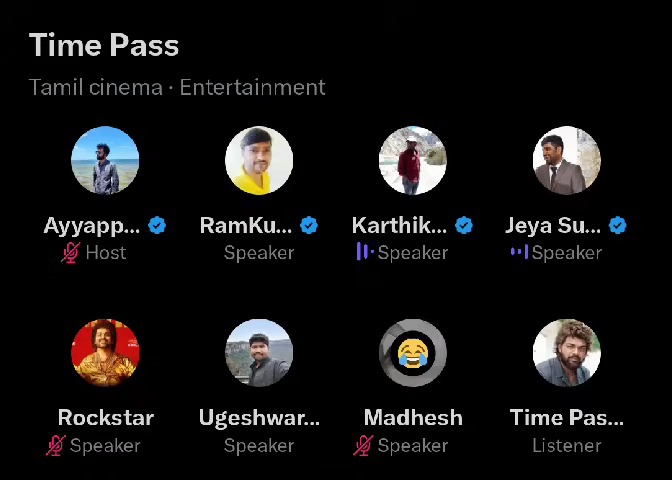 Time Pass
Tamil cinema · Entertainment
Ayyapp... RamKu... Karthik... Jeya Su...
Host Speaker Speaker Speaker
Rockstar Ugeshwar... Madhesh Time Pas...
Speaker Speaker Speaker Listener